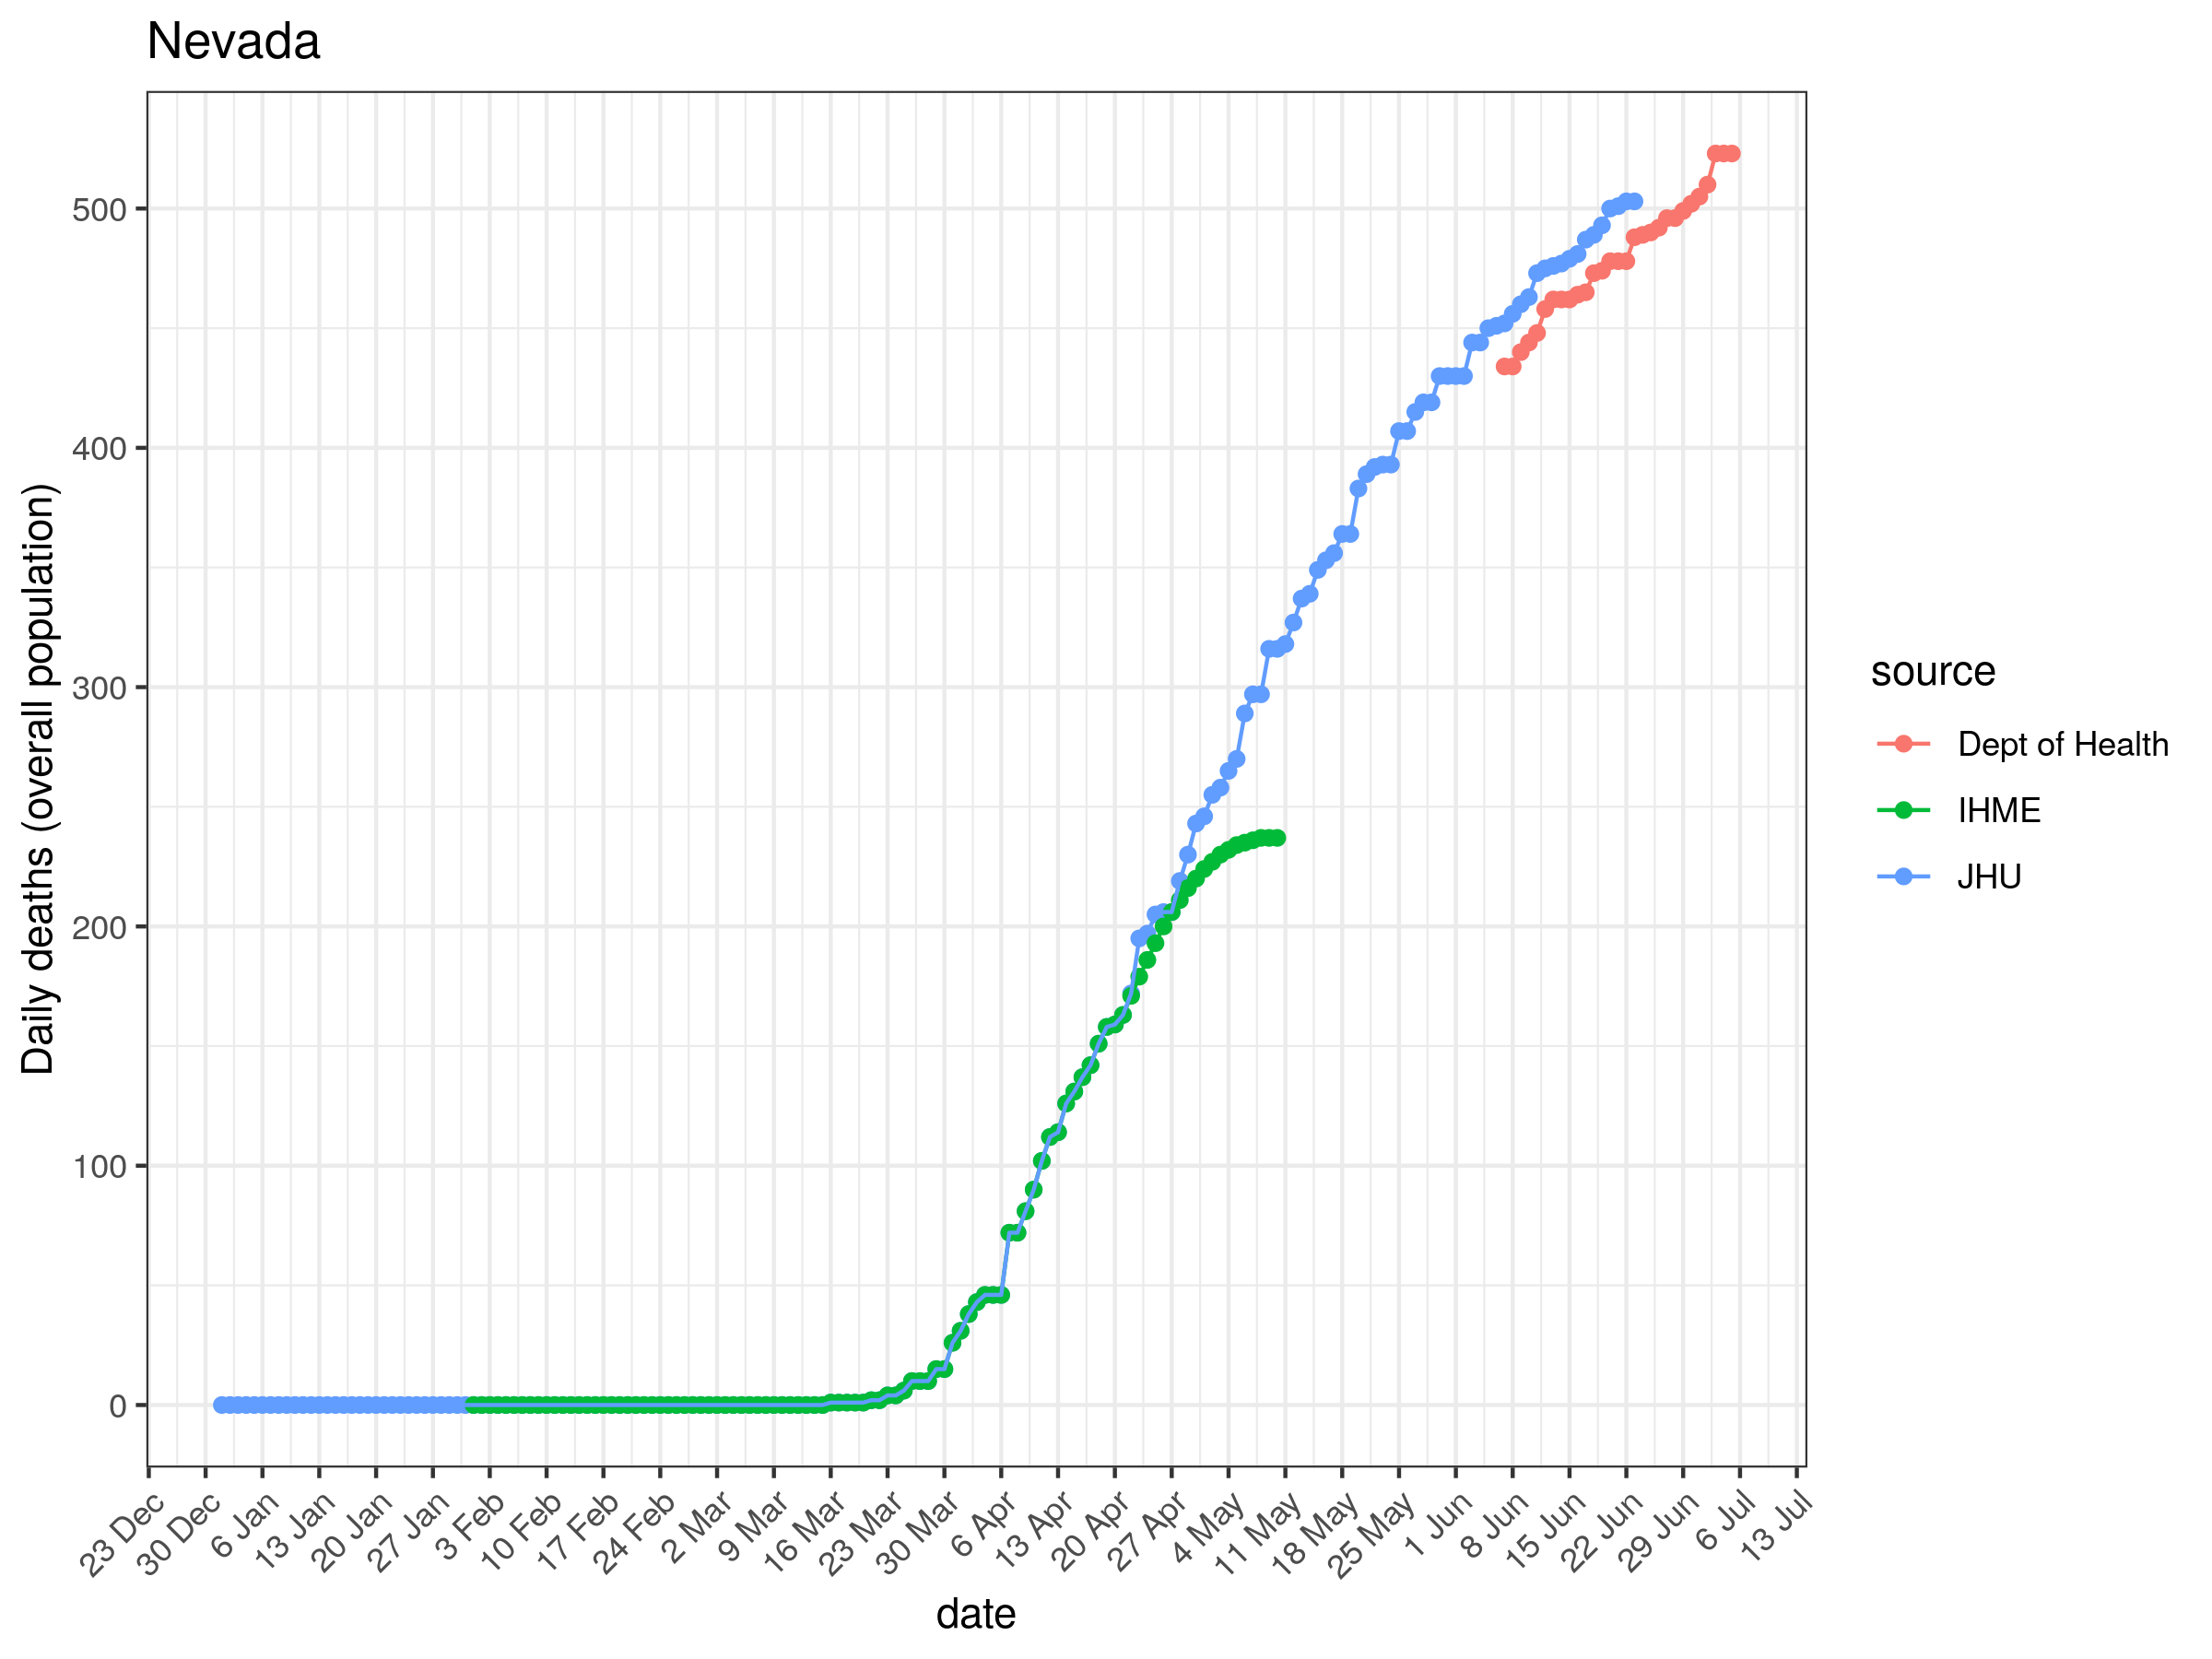 Nevada
Daily deaths (overall population)
500
400
300
200
100
0
23 Dec
30 Dec
6 Jan
13 Jan
20 Jan
27 Jan
3 Feb
10 Feb
17 Feb
24 Feb
2 Mar
9 Mar
16 Mar
23 Mar
30 Mar
6 Apr
13 Apr
20 Apr
27 Apr
4 May
11 May
18 May
25 May
1 Jun
8 Jun
15 Jun
22 Jun
29 Jun
6 Jul
13 Jul
date
source
Dept of Health
IHME
JHU